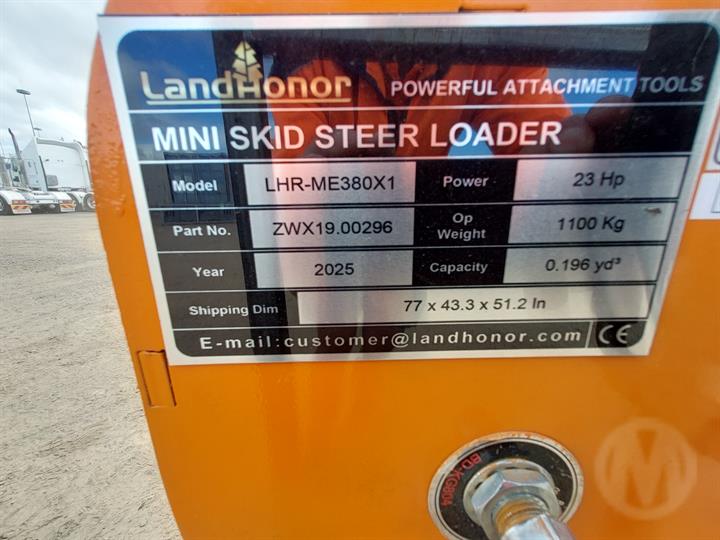 LANDHONOR POWERFUL ATTACHMENT TOOLS
MINI SKID STEER LOADER
Model LHR-ME380X1 Power 23 Hp
Part No. ZWX19.00296 Op Weight 1100 Kg
Year 2025 Capacity 0.196 yd³
Shipping Dim 77 x 43.3 x 51.2 In
E-mail:customer@landhonor.com CE
BD-KG804
M